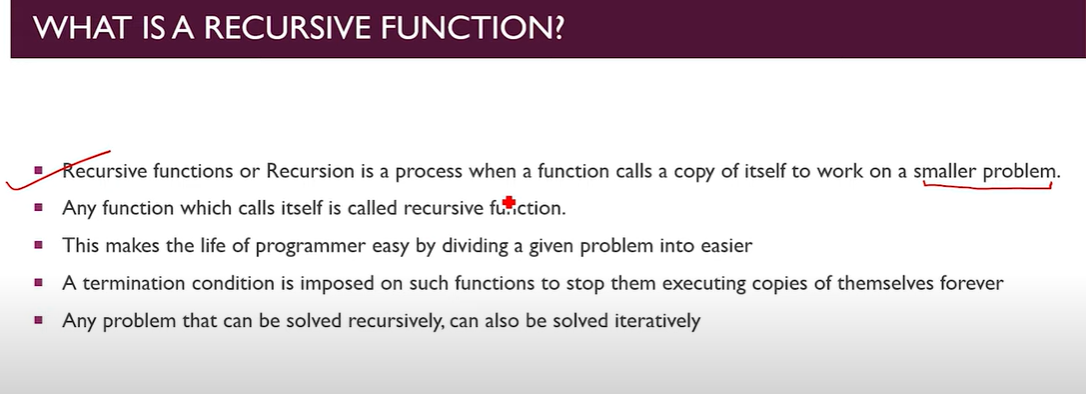 WHAT IS A RECURSIVE FUNCTION?
Recursive functions or Recursion is a process when a function calls a copy of itself to work on a smaller problem.
Any function which calls itself is called recursive function.
This makes the life of programmer easy by dividing a given problem into easier
A termination condition is imposed on such functions to stop them executing copies of themselves forever
Any problem that can be solved recursively, can also be solved iteratively